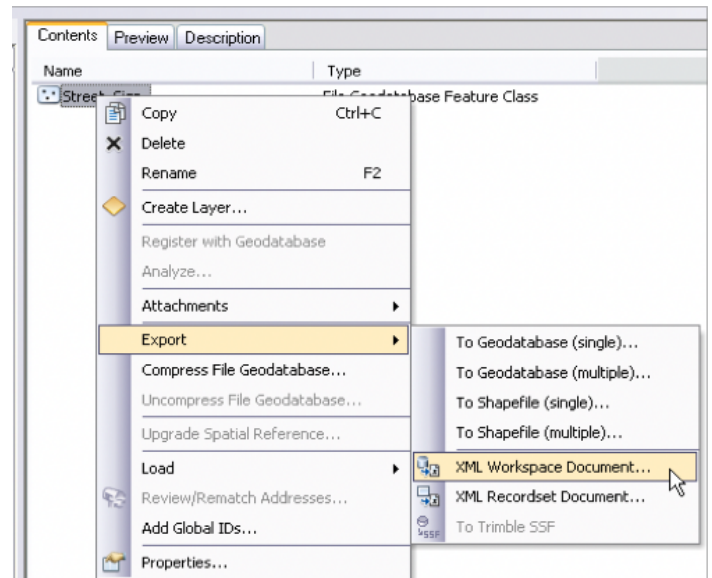 Contents Preview Description
Name Type
Copy Ctrl+C
Delete
Rename F2
Create Layer...
Register with Geodatabase
Analyze...
Attachments
Export
Compress File Geodatabase...
Uncompress File Geodatabase...
Upgrade Spatial Reference...
Load
Review/Rematch Addresses...
Add Global IDs...
Properties...
base Feature Class
To Geodatabase (single)...
To Geodatabase (multiple)...
To Shapefile (single)...
To Shapefile (multiple)...
XML Workspace Document...
XML Recordset Document...
SSF To Trimble SSF